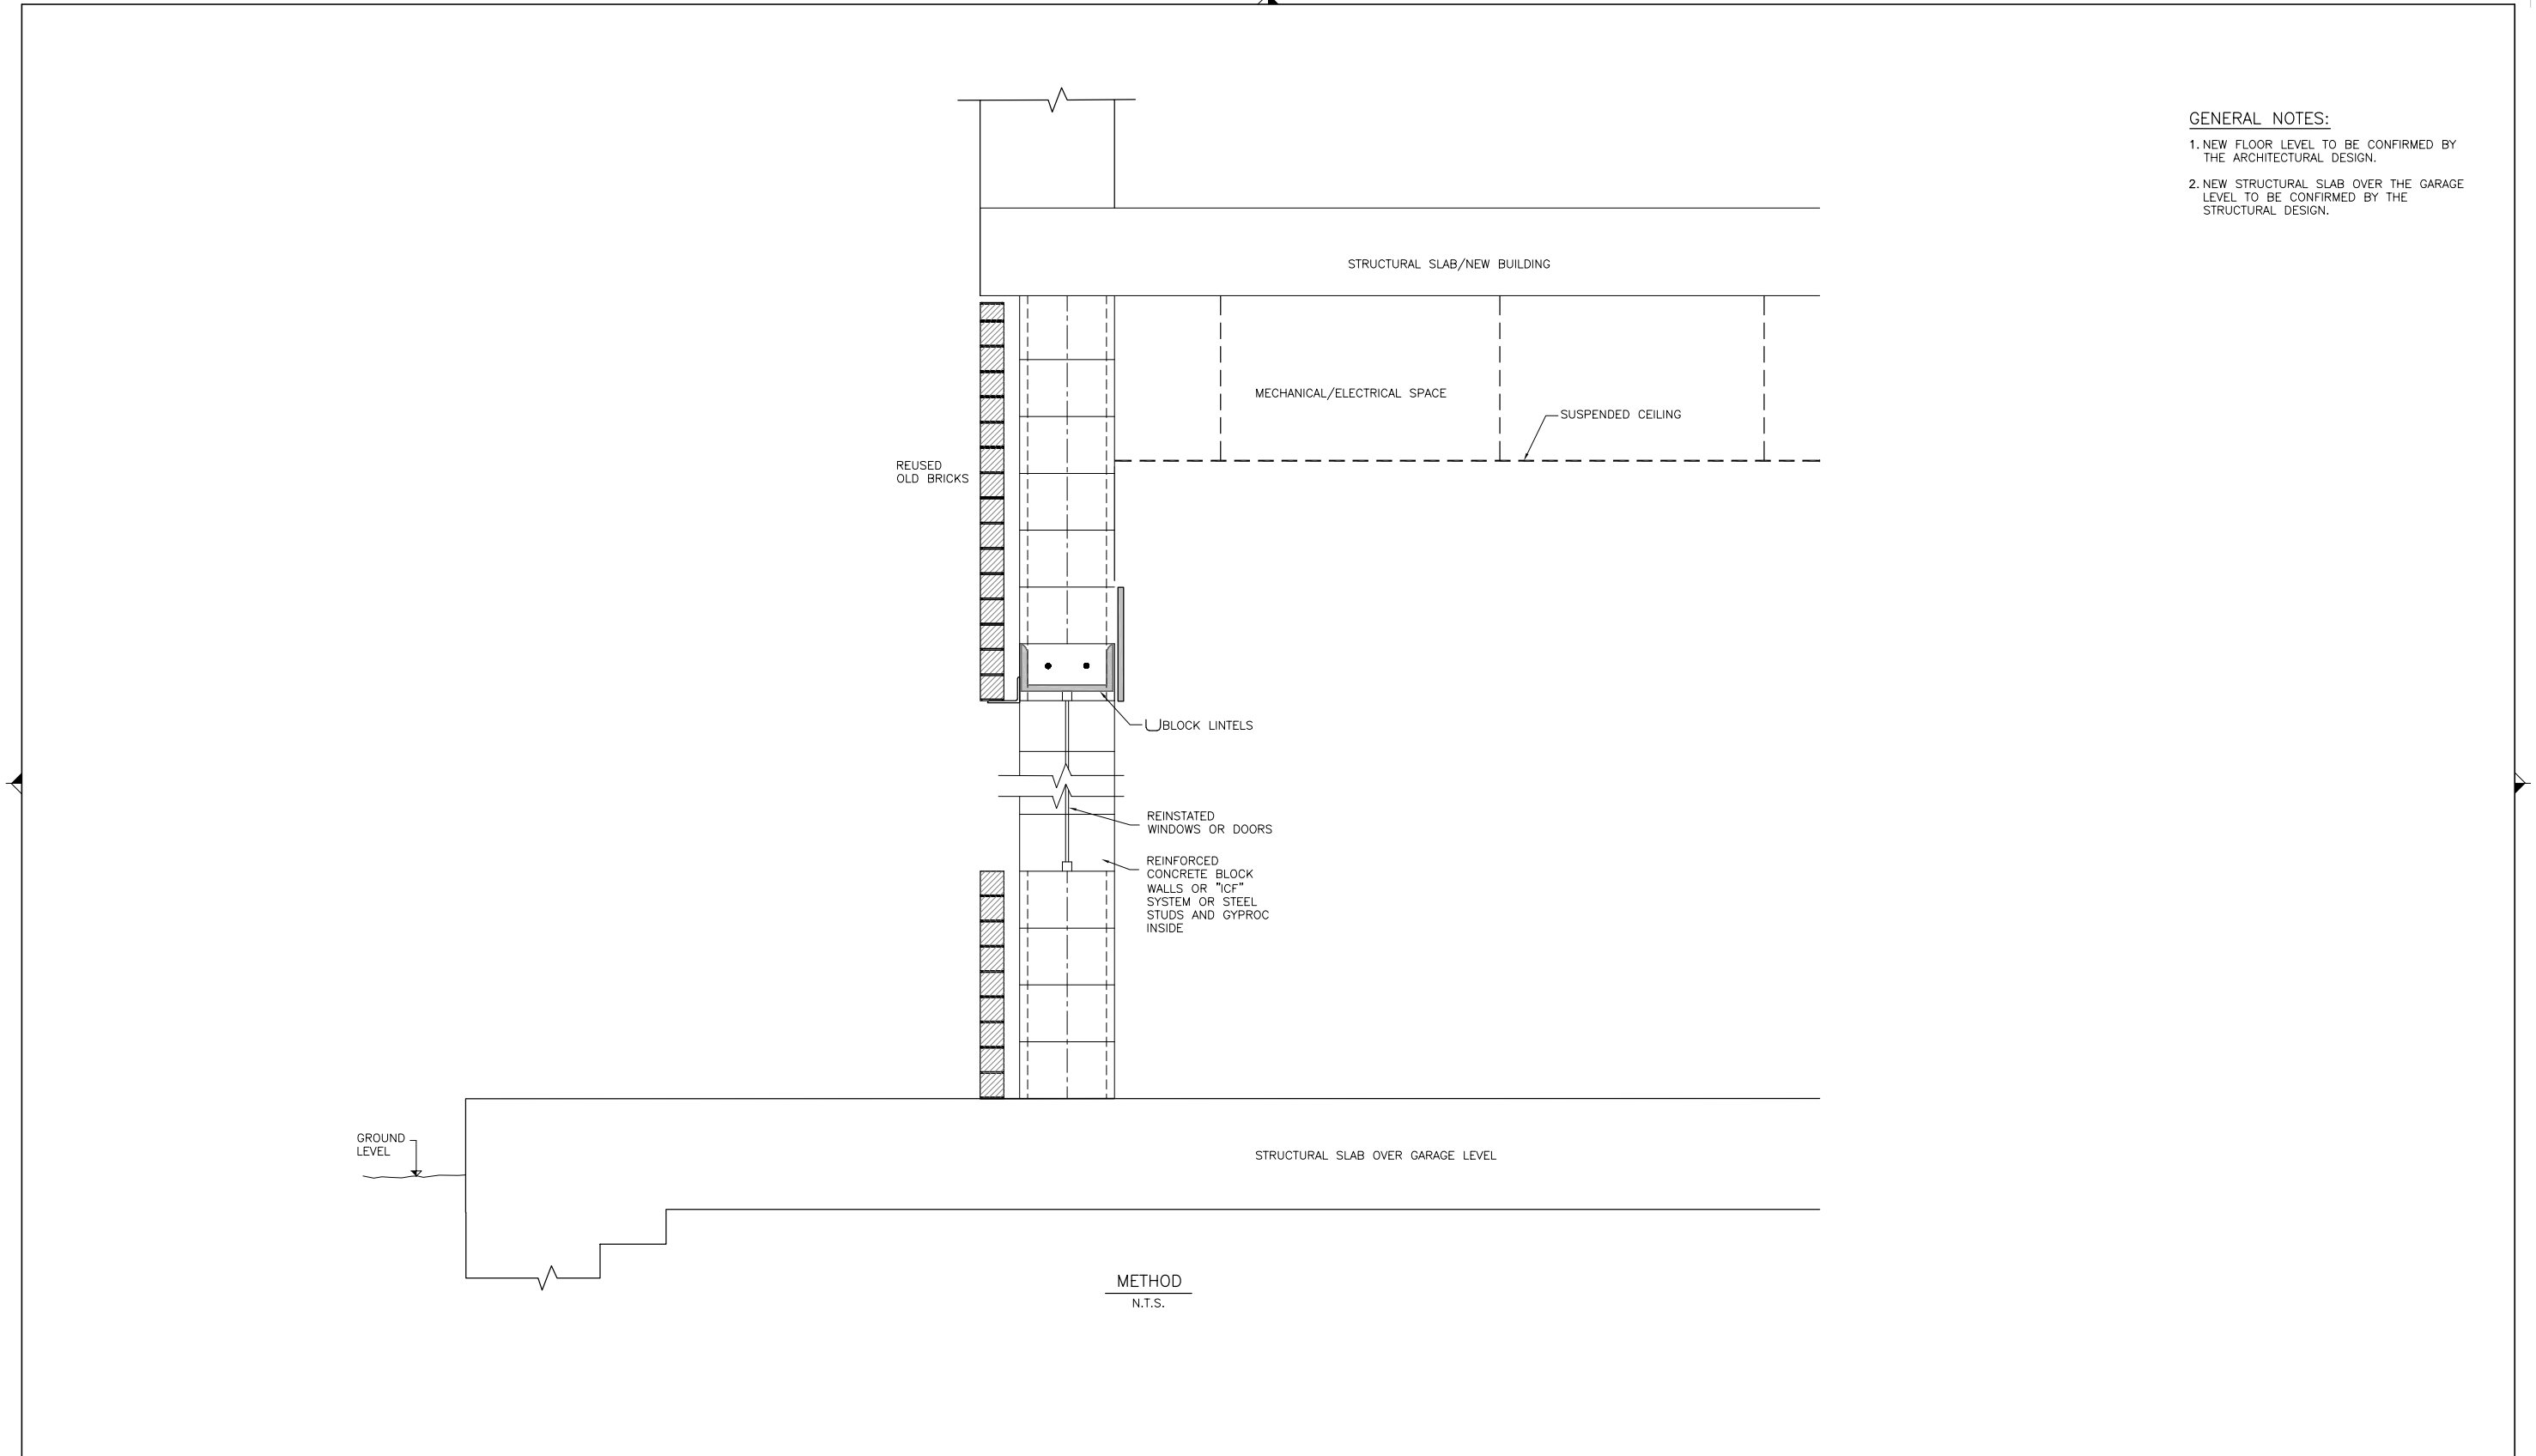 GENERAL NOTES:
1. NEW FLOOR LEVEL TO BE CONFIRMED BY
THE ARCHITECTURAL DESIGN.
2. NEW STRUCTURAL SLAB OVER THE GARAGE
LEVEL TO BE CONFIRMED BY THE
STRUCTURAL DESIGN.
STRUCTURAL SLAB/NEW BUILDING
MECHANICAL/ELECTRICAL SPACE
SUSPENDED CEILING
REUSED
OLD BRICKS
BLOCK LINTELS
REINSTATED
WINDOWS OR DOORS
REINFORCED
CONCRETE BLOCK
WALLS OR "ICF"
SYSTEM OR STEEL
STUDS AND GYPROC
INSIDE
GROUND
LEVEL
STRUCTURAL SLAB OVER GARAGE LEVEL
METHOD
N.T.S.